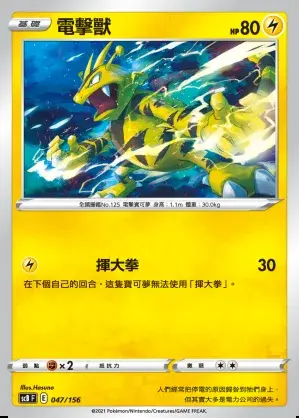 基礎 電擊獸 HP80
全國圖鑑No.125 電擊寶可夢 身高：1.1m 體重：30.0kg
揮大拳 30
在下個自己的回合，這隻寶可夢無法使用「揮大拳」。
弱點 ×2 抵抗力 撤退
Illus.Hasuno
sc8 F E 047/156
人們經常把停電的原因歸咎到牠們身上，
但其實大多是電力公司的過失。
©2021 Pokémon/Nintendo/Creatures/GAME FREAK.